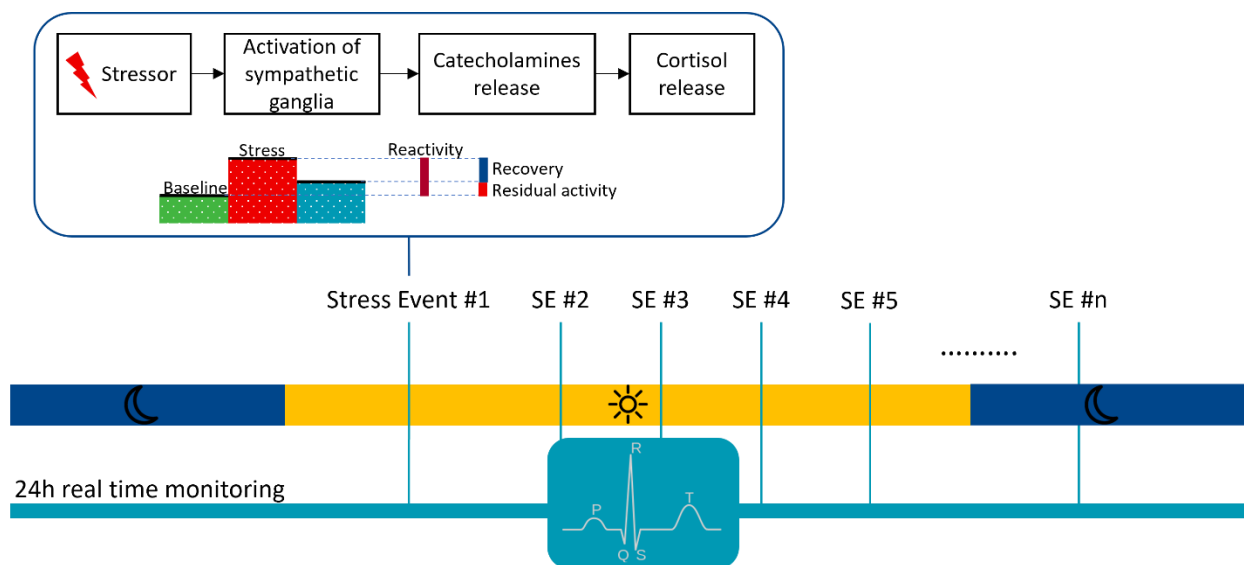 Stressor
Activation of
sympathetic
ganglia
Catecholamines
release
Cortisol
release
Stress
Reactivity
Recovery
Baseline
Residual activity
Stress Event #1
SE #2
SE #3
SE #4
SE #5
SE #n
..........
24h real time monitoring
R
P
T
Q
S